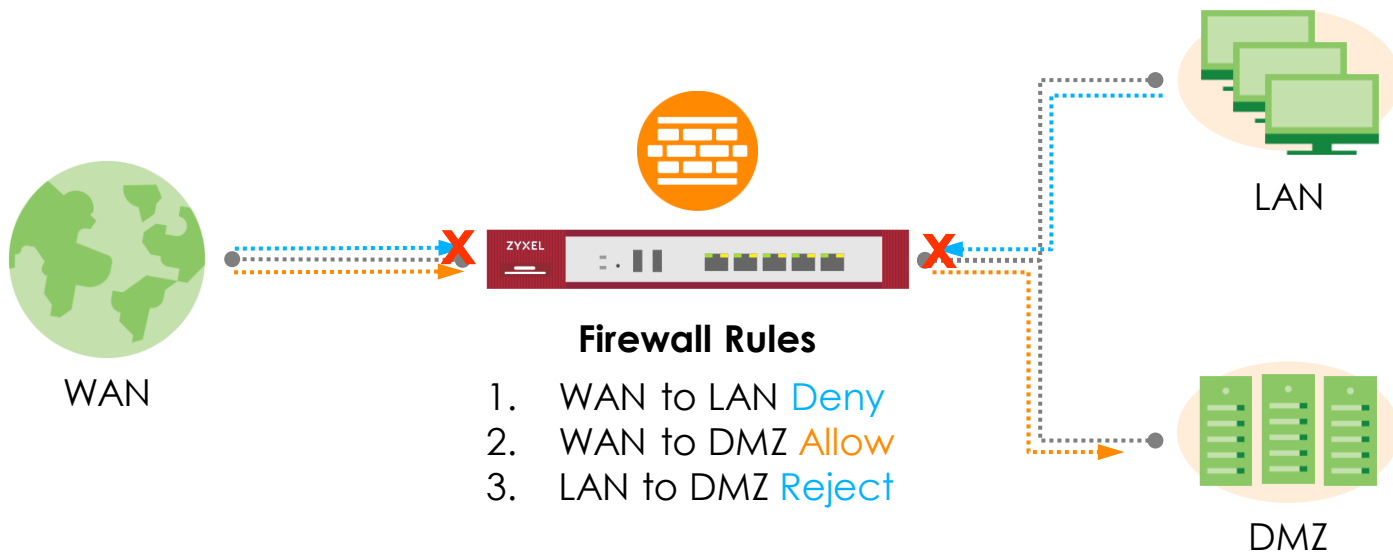 LAN
X
X
ZYXEL
WAN
Firewall Rules
1. WAN to LAN Deny
2. WAN to DMZ Allow
3. LAN to DMZ Reject
DMZ